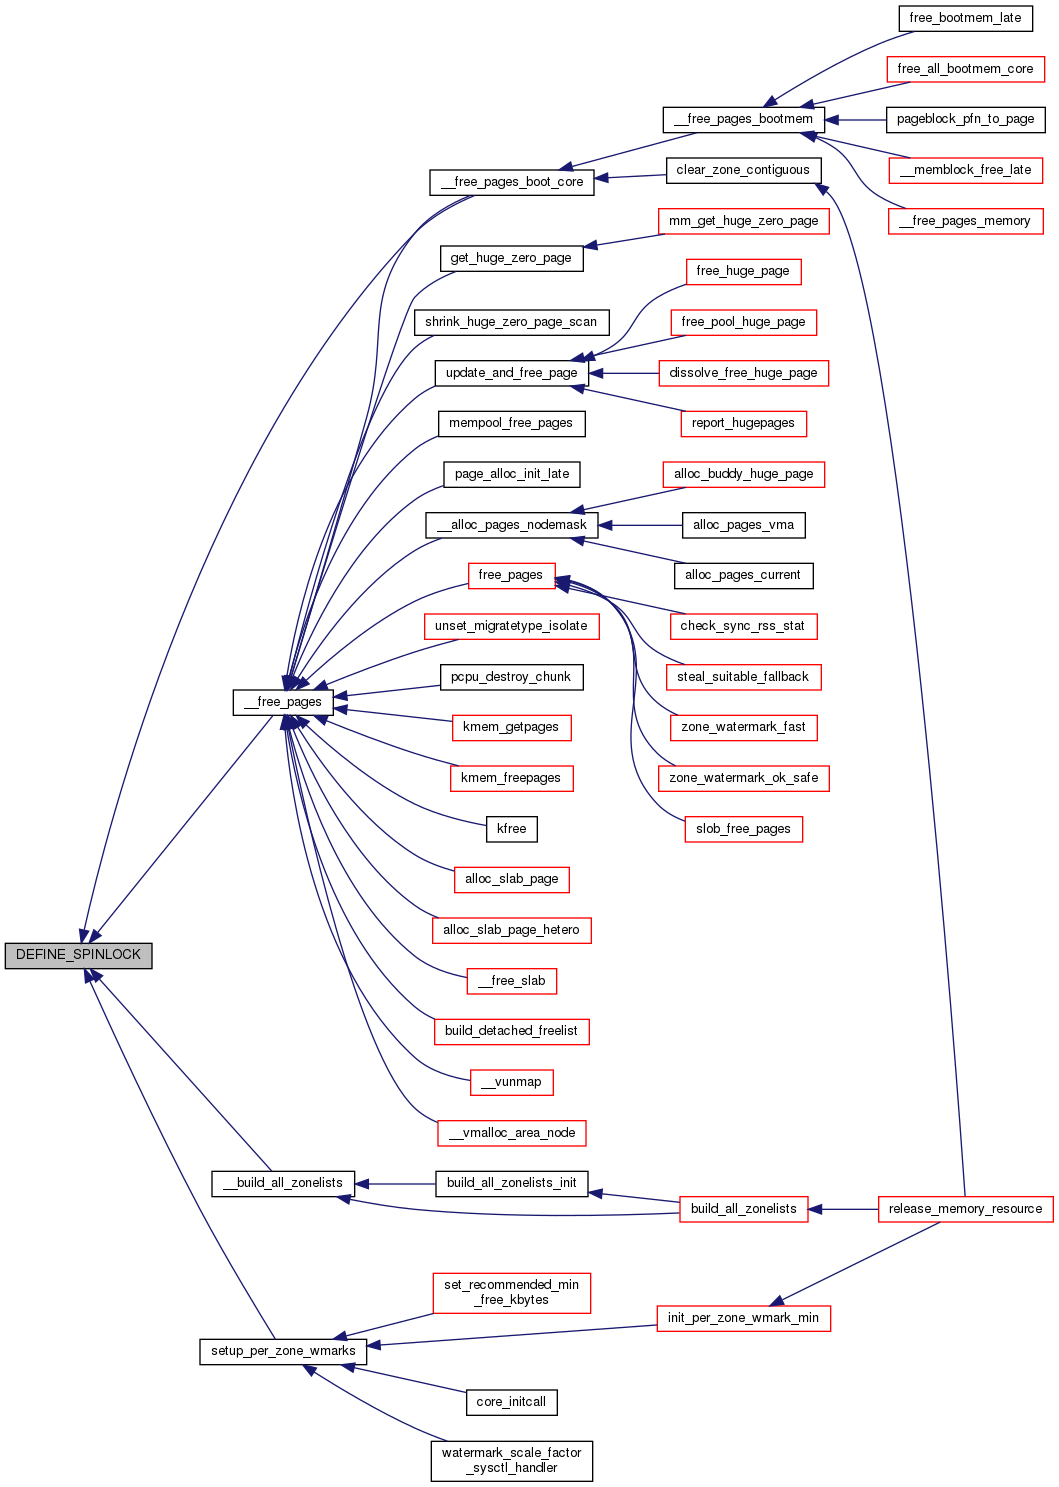 free_bootmem_late
free_all_bootmem_core
__free_pages_bootmem
pageblock_pfn_to_page
clear_zone_contiguous
__memblock_free_late
__free_pages_boot_core
mm_get_huge_zero_page
__free_pages_memory
get_huge_zero_page
free_huge_page
shrink_huge_zero_page_scan
free_pool_huge_page
update_and_free_page
dissolve_free_huge_page
mempool_free_pages
report_hugepages
page_alloc_init_late
alloc_buddy_huge_page
__alloc_pages_nodemask
alloc_pages_vma
free_pages
alloc_pages_current
unset_migratetype_isolate
check_sync_rss_stat
pcpu_destroy_chunk
steal_suitable_fallback
__free_pages
kmem_getpages
zone_watermark_fast
kmem_freepages
zone_watermark_ok_safe
kfree
slob_free_pages
alloc_slab_page
alloc_slab_page_hetero
DEFINE_SPINLOCK
__free_slab
build_detached_freelist
__vunmap
__vmalloc_area_node
__build_all_zonelists
build_all_zonelists_init
build_all_zonelists
release_memory_resource
set_recommended_min
_free_kbytes
init_per_zone_wmark_min
setup_per_zone_wmarks
core_initcall
watermark_scale_factor
_sysctl_handler